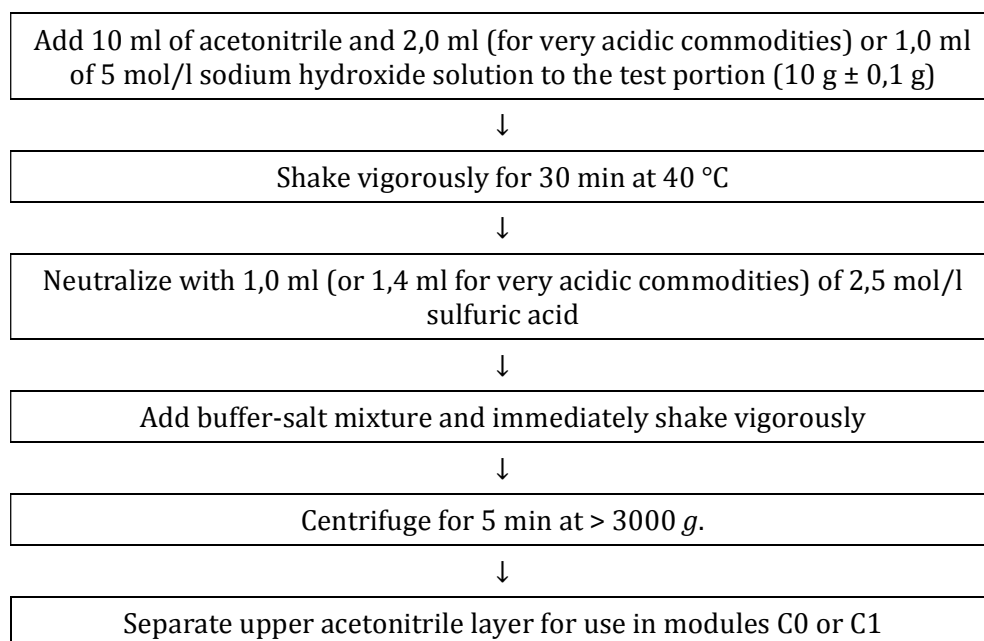 Add 10 ml of acetonitrile and 2,0 ml (for very acidic commodities) or 1,0 ml
of 5 mol/l sodium hydroxide solution to the test portion (10 g ± 0,1 g)
↓
Shake vigorously for 30 min at 40 °C
↓
Neutralize with 1,0 ml (or 1,4 ml for very acidic commodities) of 2,5 mol/l
sulfuric acid
↓
Add buffer-salt mixture and immediately shake vigorously
↓
Centrifuge for 5 min at > 3000 g.
↓
Separate upper acetonitrile layer for use in modules C0 or C1